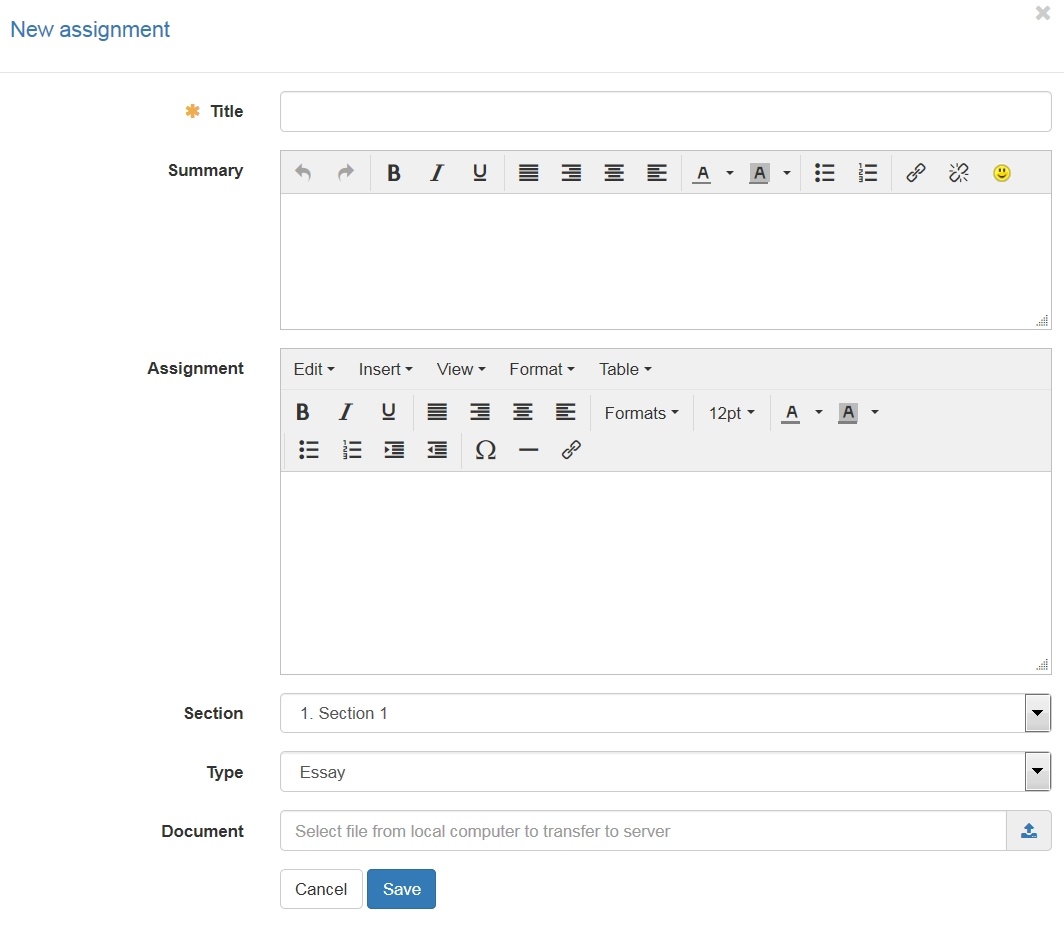 New assignment
Title
Summary
B I U A A
Assignment
Edit Insert View Format Table
B I U Formats 12pt A A
Ω
Section 1. Section 1
Type Essay
Document Select file from local computer to transfer to server
Cancel Save